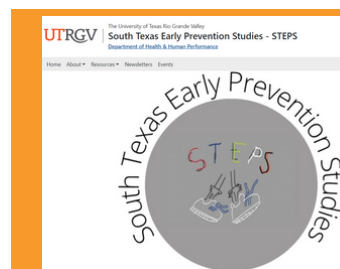 UTRGV
The University of Texas Rio Grande Valley
South Texas Early Prevention Studies - STEPS
Department of Health & Human Performance
Home About Resources Newsletters Events
South Texas Early Prevention Studies
STEPS